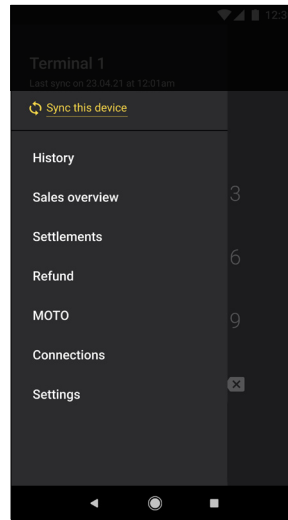 12:3
Terminal 1
Last sync on 23.04.21 at 12:01am
Sync this device
History
Sales overview
3
Settlements
6
Refund
MOTO
9
Connections
Settings